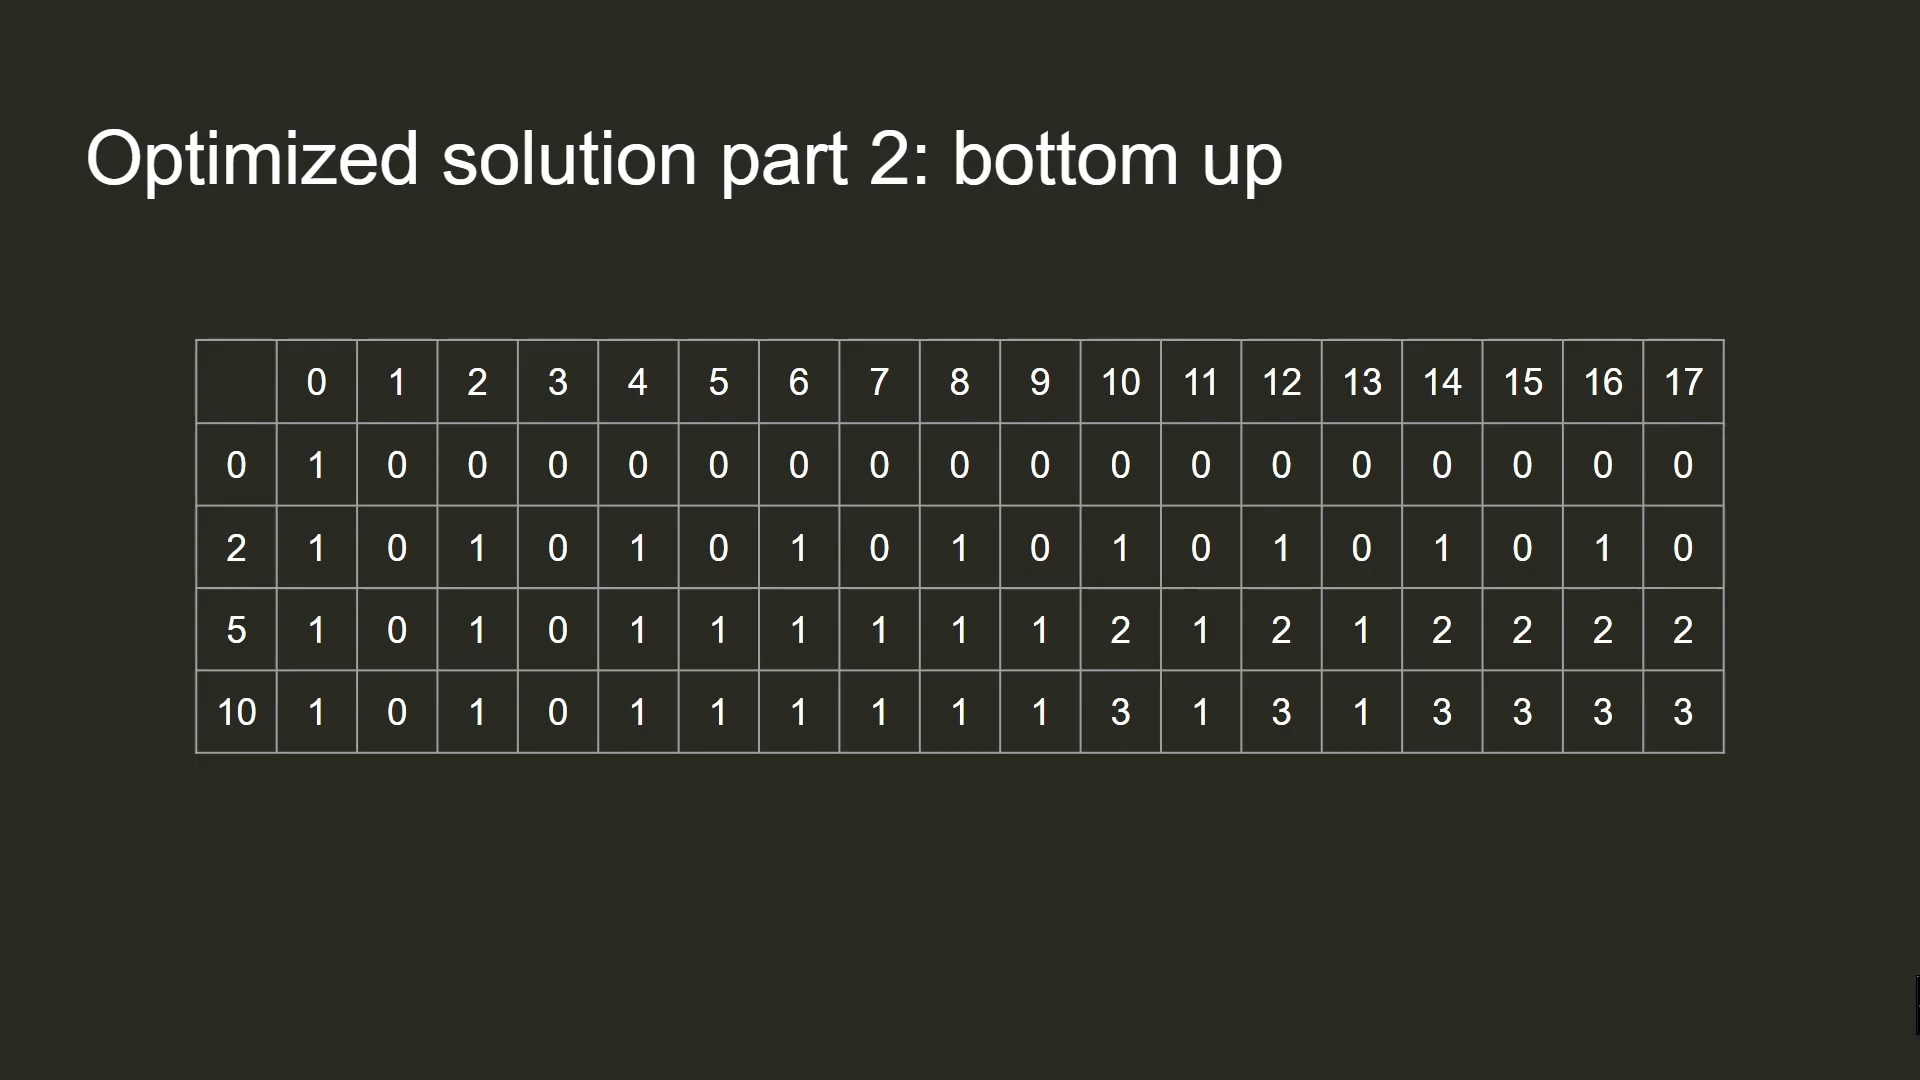 Optimized solution part 2: bottom up
0 1 2 3 4 5 6 7 8 9 10 11 12 13 14 15 16 17
0 1 0 0 0 0 0 0 0 0 0 0 0 0 0 0 0 0 0
2 1 0 1 0 1 0 1 0 1 0 1 0 1 0 1 0 1 0
5 1 0 1 0 1 1 1 1 1 1 2 1 2 1 2 2 2 2
10 1 0 1 0 1 1 1 1 1 1 3 1 3 1 3 3 3 3